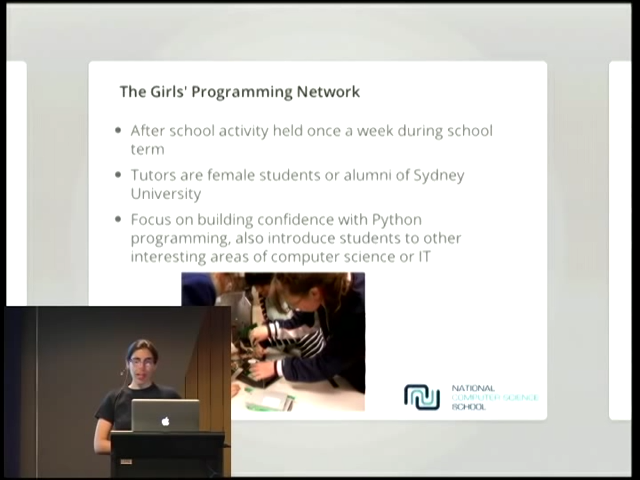 The Girls' Programming Network
After school activity held once a week during school
term
Tutors are female students or alumni of Sydney
University
Focus on building confidence with Python
programming, also introduce students to other
interesting areas of computer science or IT
NATIONAL
COMPUTER SCIENCE
SCHOOL